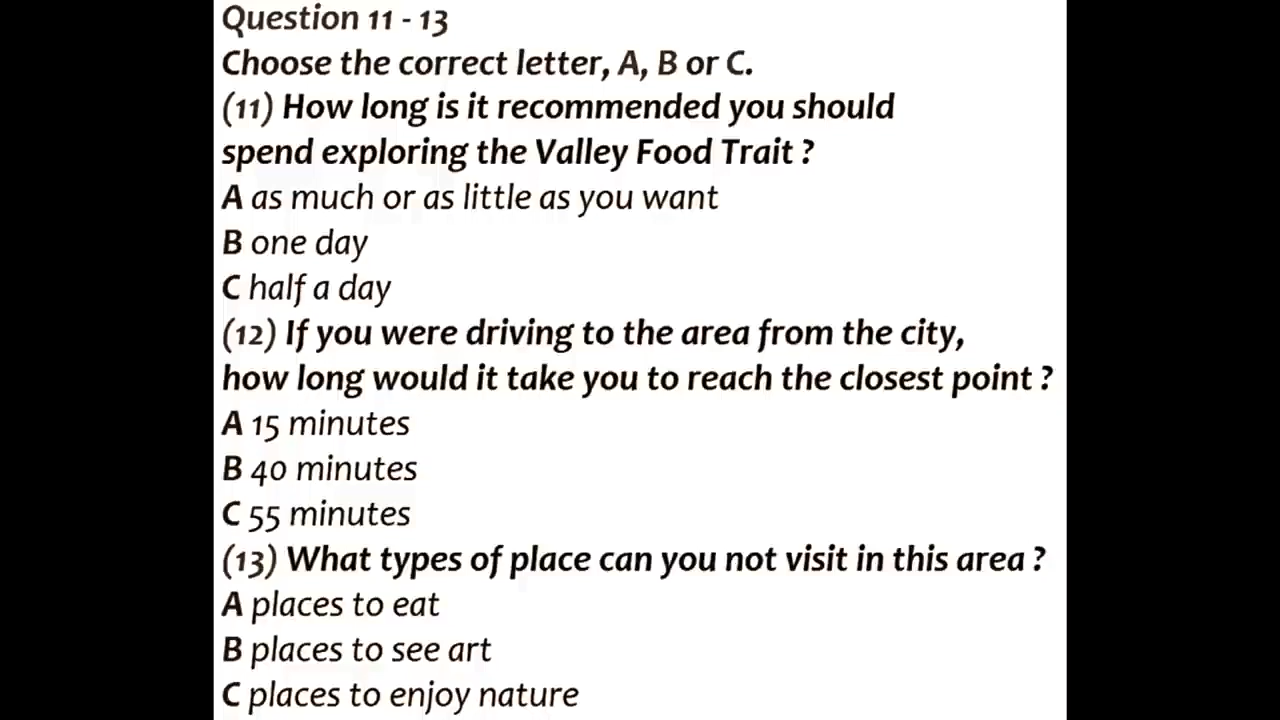 Question 11 - 13
Choose the correct letter, A, B or C.
(11) How long is it recommended you should
spend exploring the Valley Food Trait ?
A as much or as little as you want
B one day
C half a day
(12) If you were driving to the area from the city,
how long would it take you to reach the closest point ?
A 15 minutes
B 40 minutes
C 55 minutes
(13) What types of place can you not visit in this area ?
A places to eat
B places to see art
C places to enjoy nature